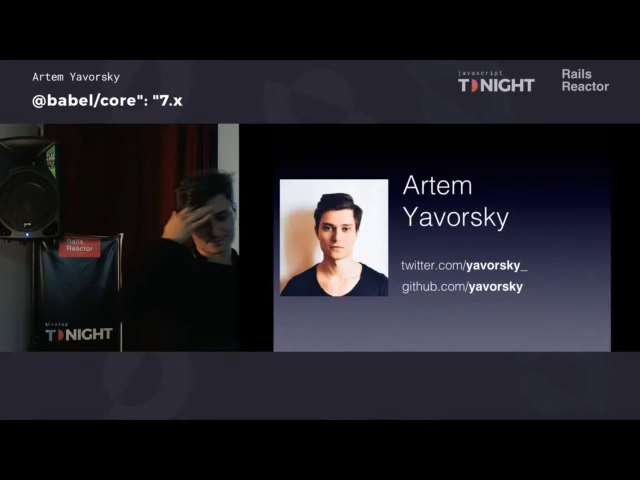 Artem Yavorsky
@babel/core": "7.x
javascript
TONIGHT
Rails
Reactor
Artem
Yavorsky
twitter.com/yavorsky_
github.com/yavorsky
Rails
Reactor
Meetup
TONIGHT